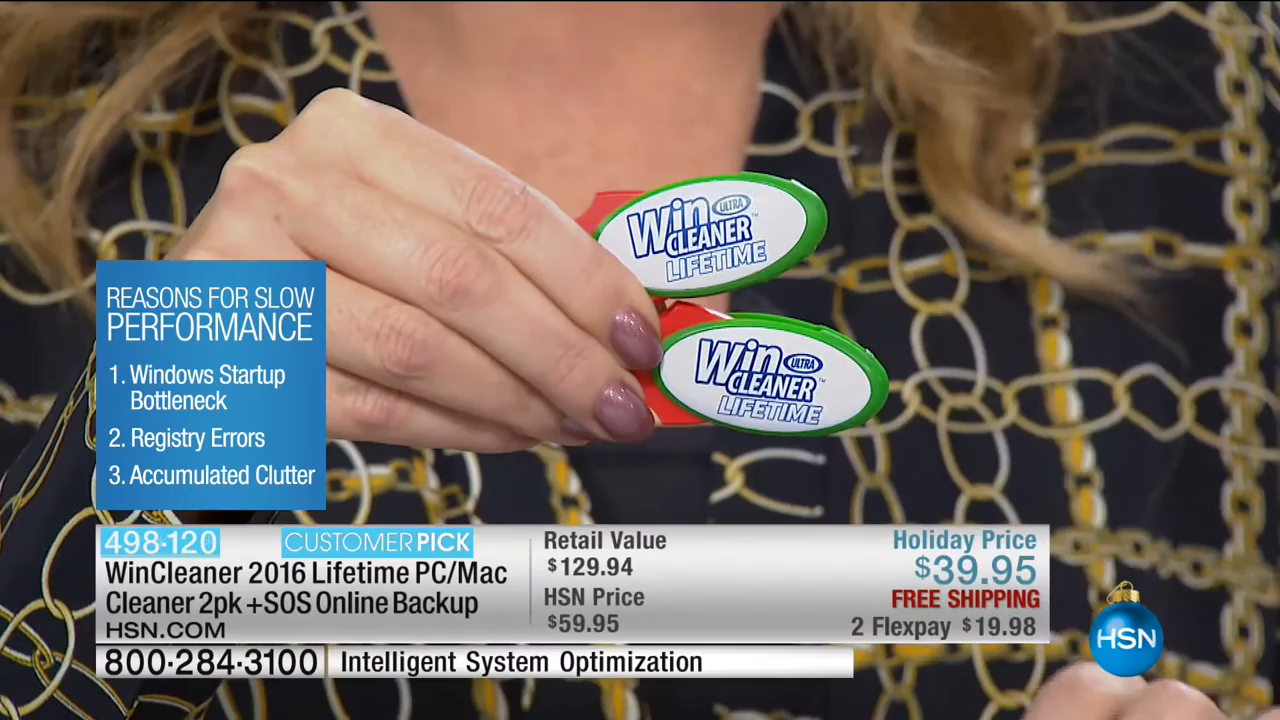 Win ULTRA
CLEANER™
LIFETIME
Win ULTRA
CLEANER™
LIFETIME
REASONS FOR SLOW
PERFORMANCE
1. Windows Startup
Bottleneck
2. Registry Errors
3. Accumulated Clutter
498-120 CUSTOMER PICK
WinCleaner 2016 Lifetime PC/Mac
Cleaner 2pk +SOS Online Backup
HSN.COM
Retail Value
$129.94
HSN Price
$59.95
Holiday Price
$39.95
FREE SHIPPING
2 Flexpay $19.98
HSN
800-284-3100 Intelligent System Optimization